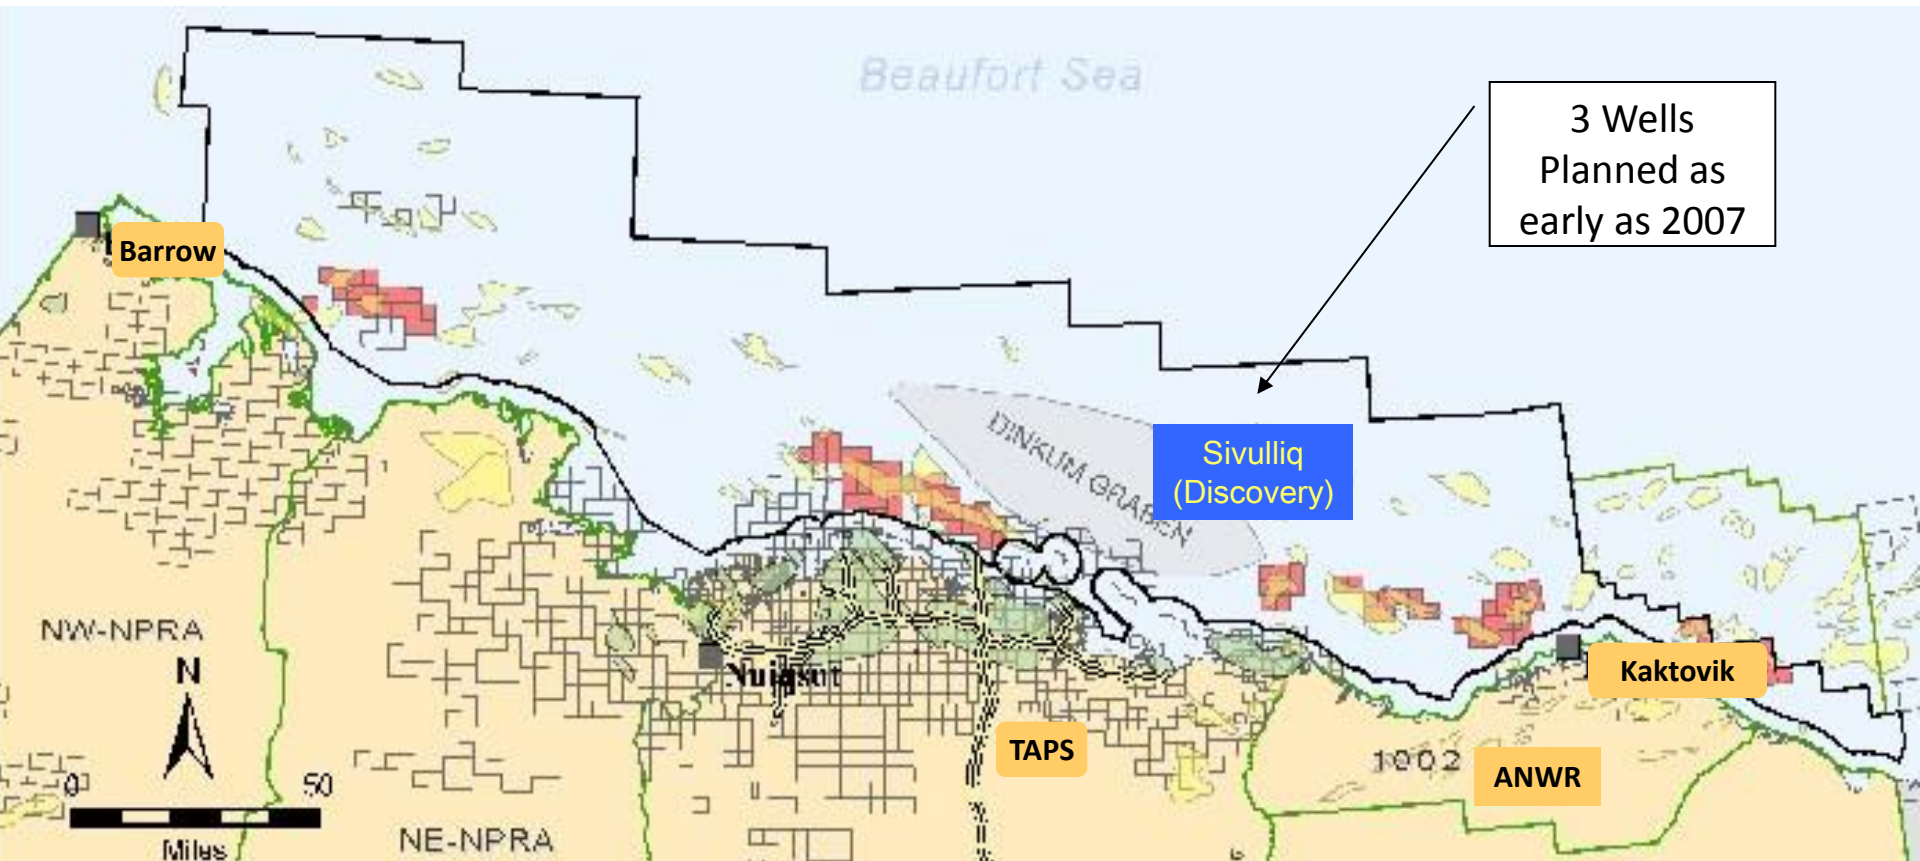 Beaufort Sea
3 Wells
Planned as
early as 2007
Barrow
DINKUM GRABEN
Sivulliq
(Discovery)
NW-NPRA
N
Nuiqsut
Kaktovik
TAPS
1002
ANWR
0
50
Miles
NE-NPRA